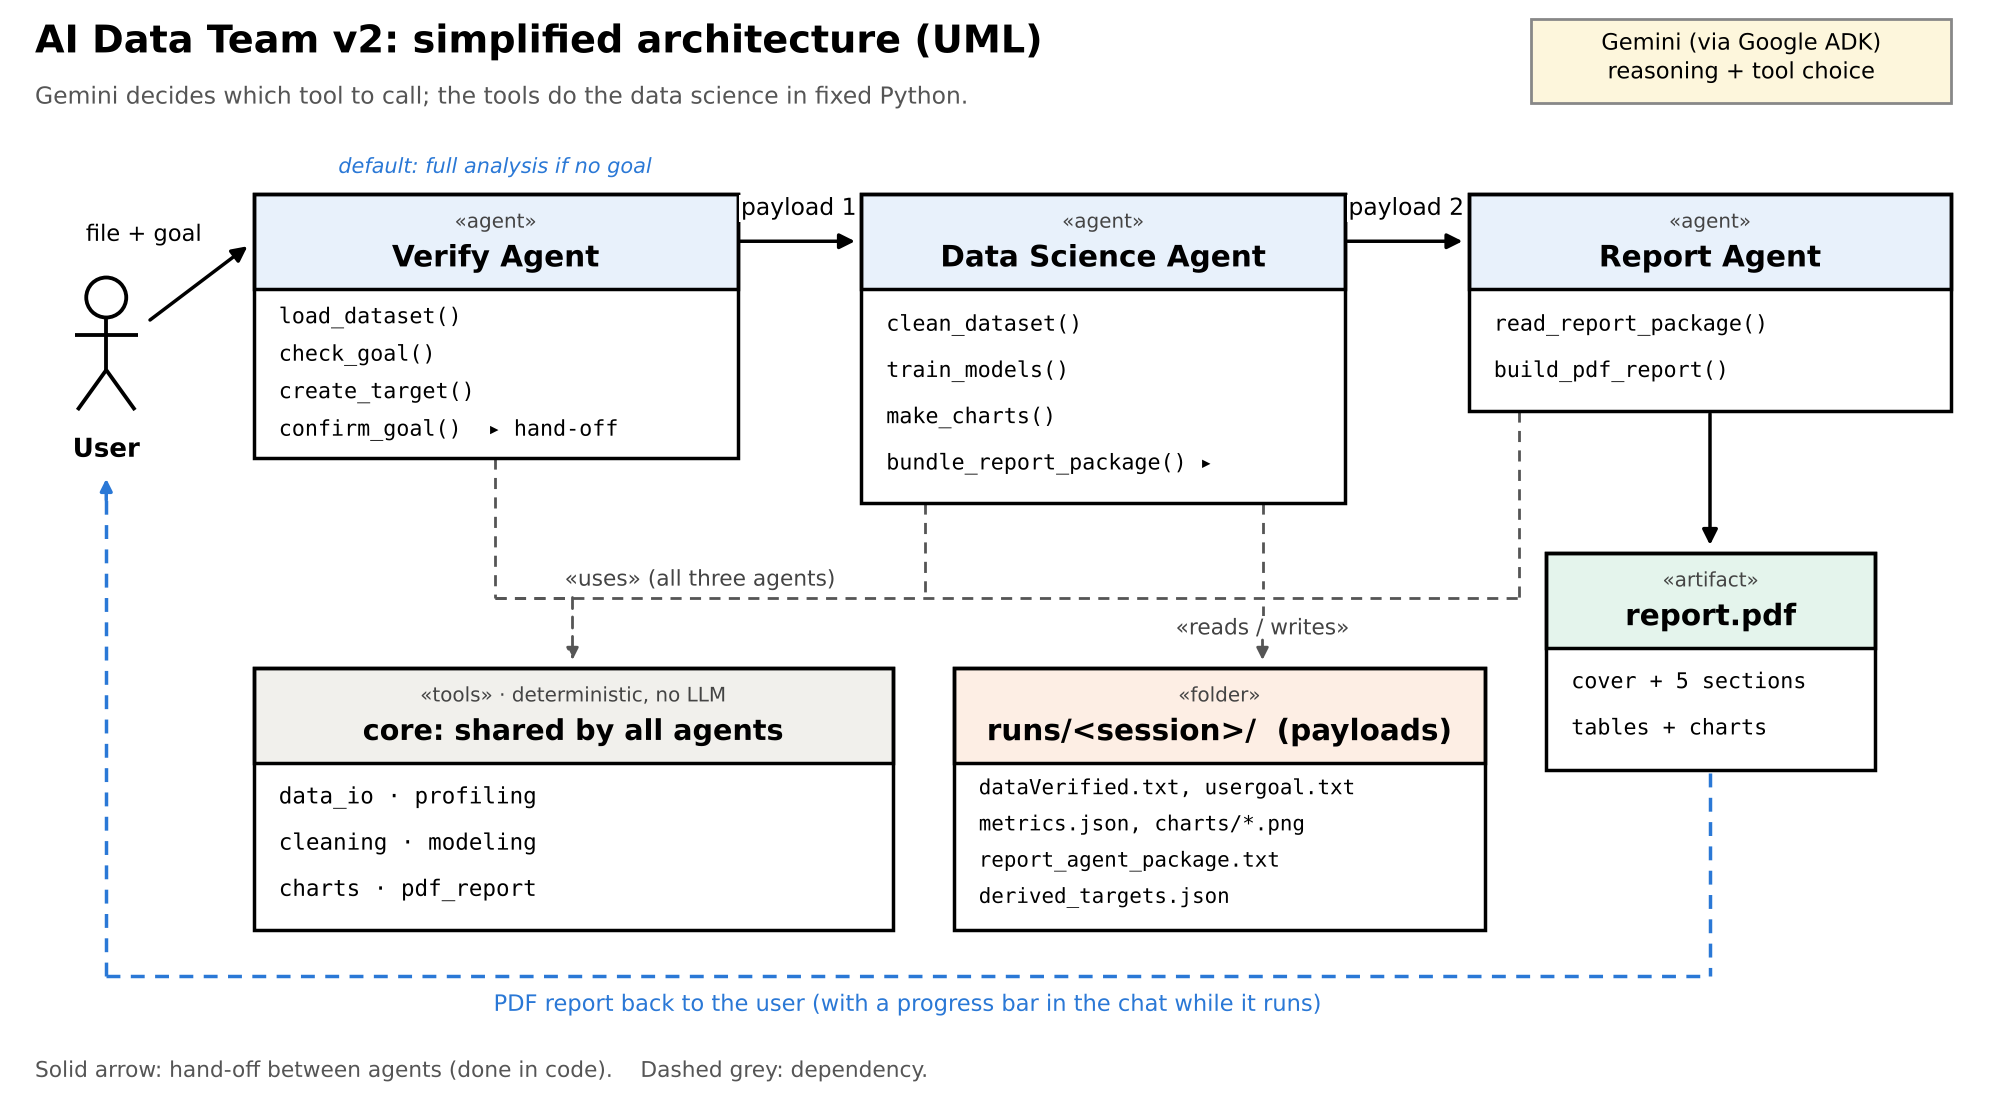 AI Data Team v2: simplified architecture (UML)
Gemini decides which tool to call; the tools do the data science in fixed Python.
Gemini (via Google ADK)
reasoning + tool choice
default: full analysis if no goal
file + goal
User
«agent»
Verify Agent
load_dataset()
check_goal()
create_target()
confirm_goal()  ▸ hand-off
payload 1
«agent»
Data Science Agent
clean_dataset()
train_models()
make_charts()
bundle_report_package() ▸
payload 2
«agent»
Report Agent
read_report_package()
build_pdf_report()
«uses» (all three agents)
«reads / writes»
«artifact»
report.pdf
cover + 5 sections
tables + charts
«tools» · deterministic, no LLM
core: shared by all agents
data_io · profiling
cleaning · modeling
charts · pdf_report
«folder»
runs/<session>/  (payloads)
dataVerified.txt, usergoal.txt
metrics.json, charts/*.png
report_agent_package.txt
derived_targets.json
PDF report back to the user (with a progress bar in the chat while it runs)
Solid arrow: hand-off between agents (done in code).    Dashed grey: dependency.